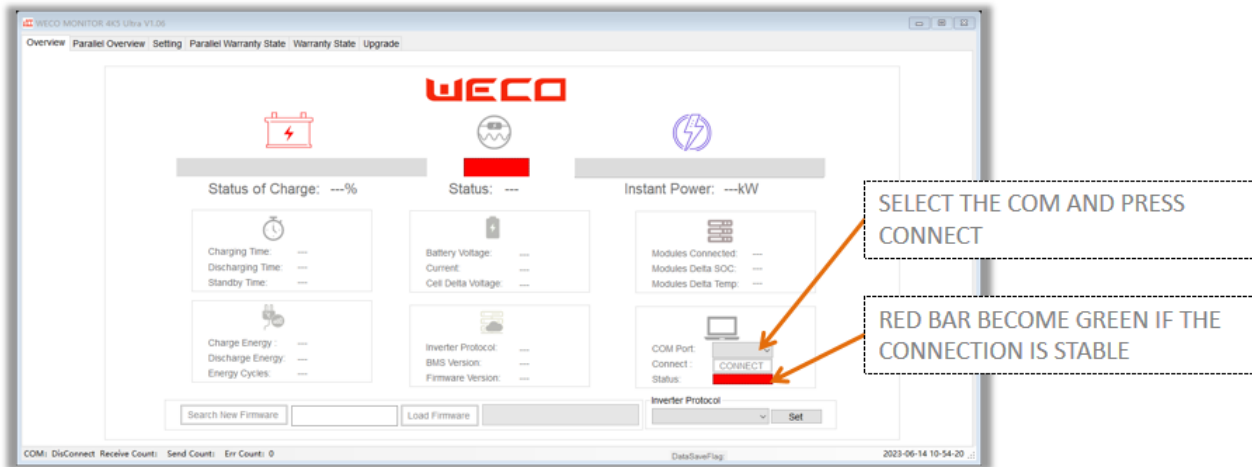 WECO MONITOR 4K5 Ultra V1.06
Overview Parallel Overview Setting Parallel Warranty State Warranty State Upgrade
WECO
Status of Charge: ---%
Status: ---
Instant Power: ---kW
Charging Time: ---
Discharging Time: ---
Standby Time: ---
Battery Voltage: ---
Current: ---
Cell Delta Voltage: ---
Modules Connected: ---
Modules Delta SOC: ---
Modules Delta Temp: ---
Charge Energy : ---
Discharge Energy: ---
Energy Cycles: ---
Inverter Protocol: ---
BMS Version: ---
Firmware Version: ---
COM Port:
Connect : CONNECT
Status:
Search New Firmware
Load Firmware
Inverter Protocol
Set
COM: DisConnect Receive Count: Send Count: Err Count: 0
DataSaveFlag:
2023-06-14 10-54-20
SELECT THE COM AND PRESS
CONNECT
RED BAR BECOME GREEN IF THE
CONNECTION IS STABLE